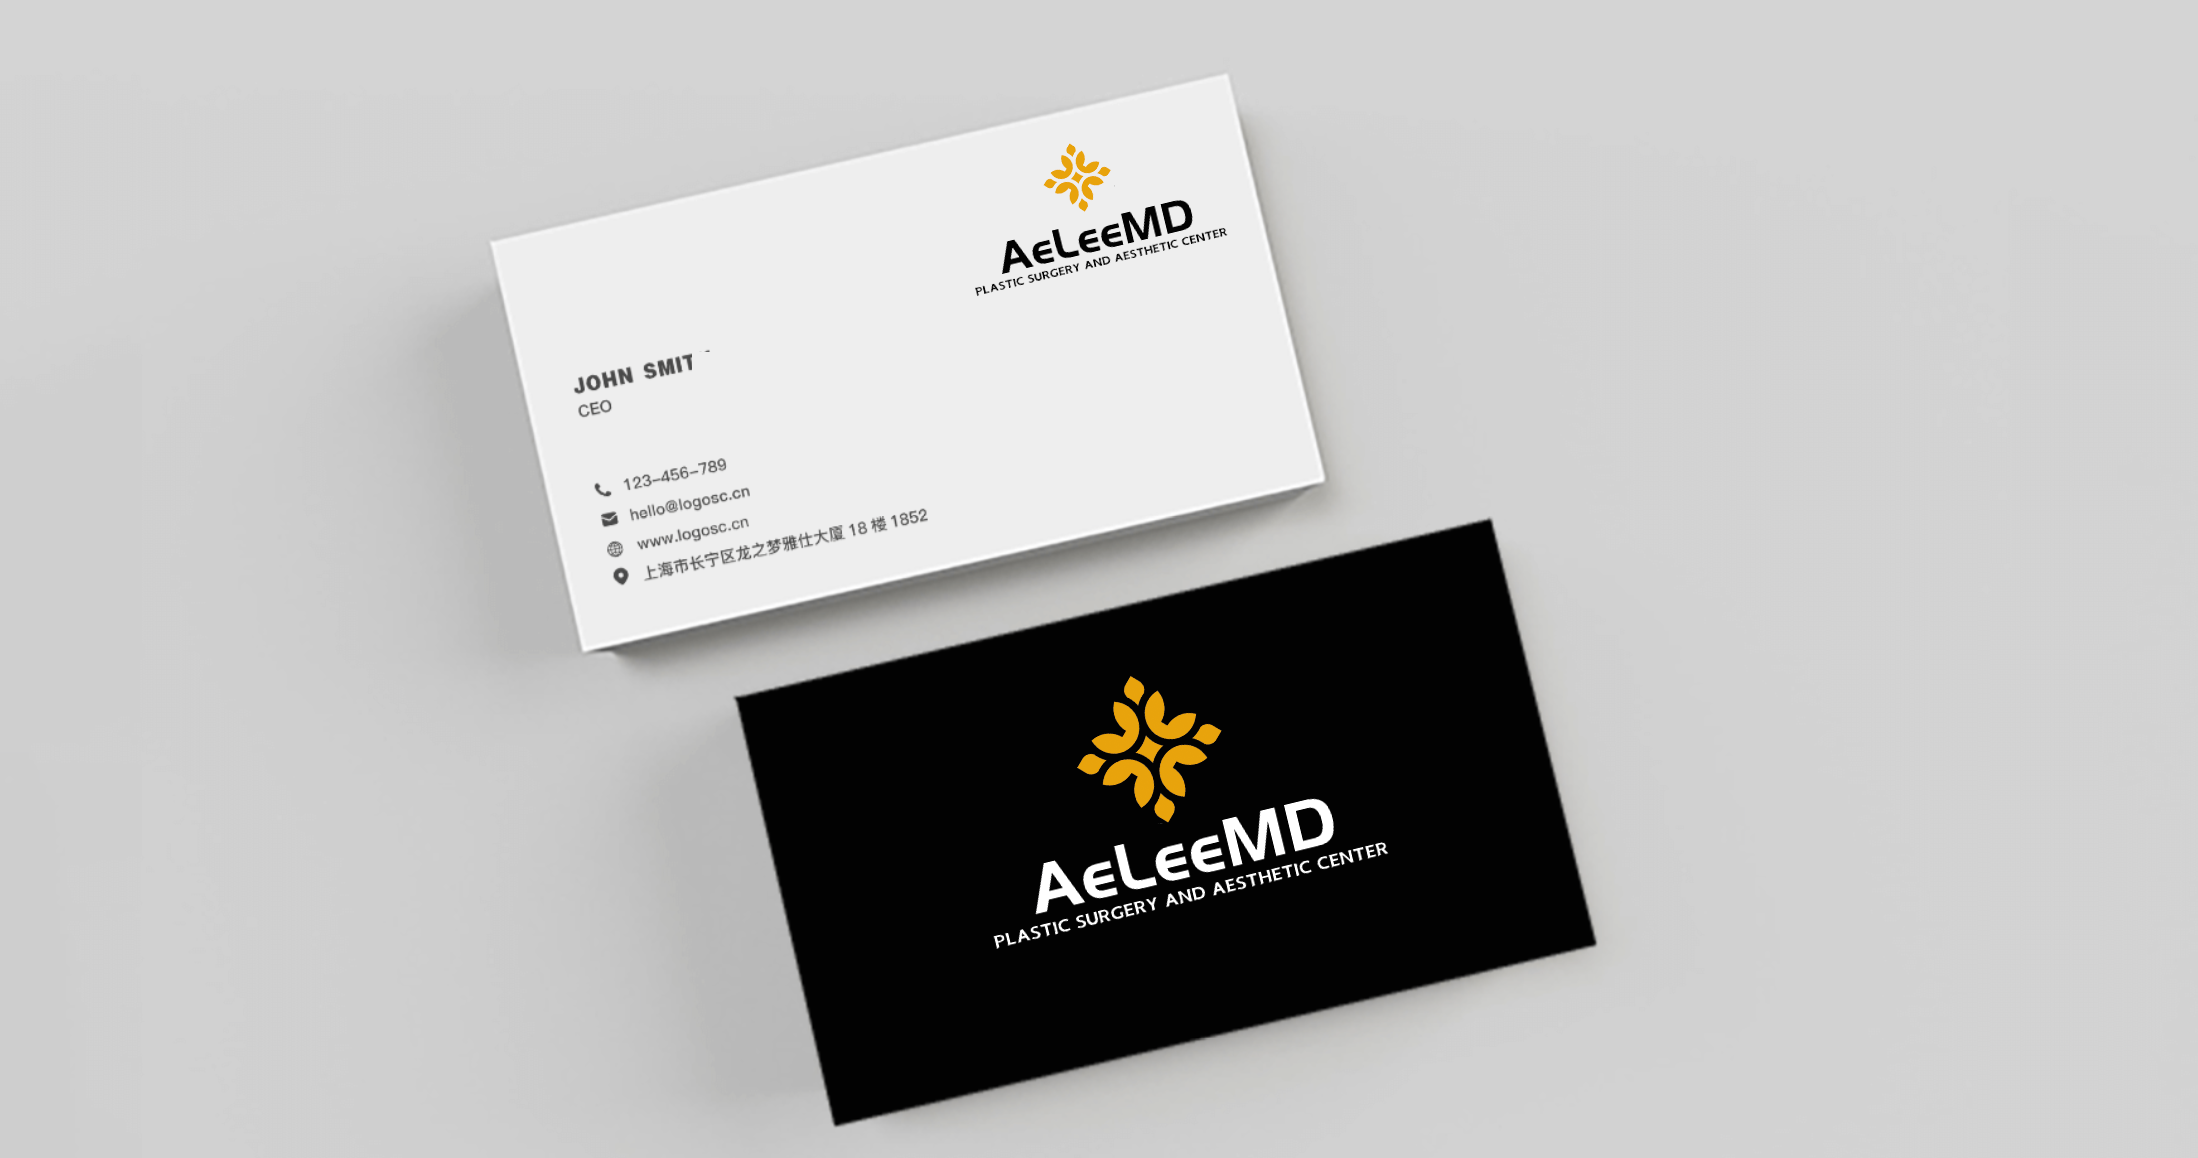 AeLeeMD
PLASTIC SURGERY AND AESTHETIC CENTER
JOHN SMIT
CEO
123-456-789
hello@logosc.cn
www.logosc.cn
上海市长宁区龙之梦雅仕大厦 18 楼 1852
AeLeeMD
PLASTIC SURGERY AND AESTHETIC CENTER